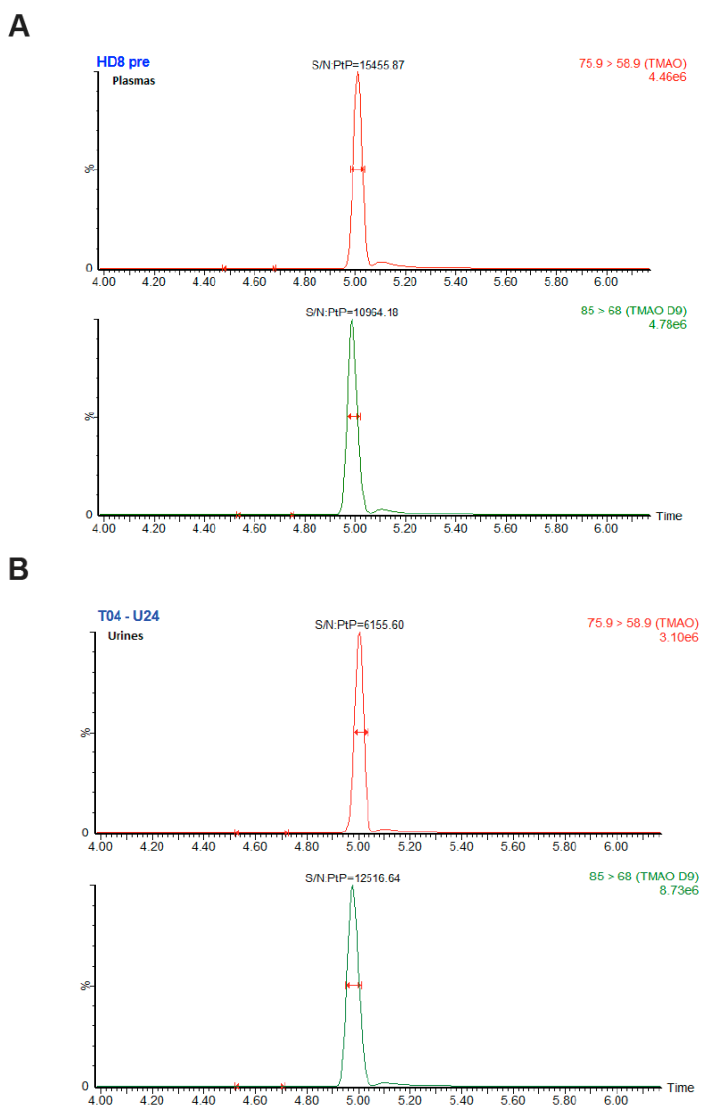 A
HD8 pre
Plasmas
S/N:PtP=15455.87
75.9 > 58.9 (TMAO)
4.46e6
%
0
4.00 4.20 4.40 4.60 4.80 5.00 5.20 5.40 5.60 5.80 6.00
S/N:PtP=10964.18
85 > 68 (TMAO D9)
4.78e6
%
0
4.00 4.20 4.40 4.60 4.80 5.00 5.20 5.40 5.60 5.80 6.00
Time
B
T04 - U24
Urines
S/N:PtP=6155.60
75.9 > 58.9 (TMAO)
3.10e6
%
0
4.00 4.20 4.40 4.60 4.80 5.00 5.20 5.40 5.60 5.80 6.00
S/N:PtP=12516.64
85 > 68 (TMAO D9)
8.73e6
%
0
4.00 4.20 4.40 4.60 4.80 5.00 5.20 5.40 5.60 5.80 6.00
Time